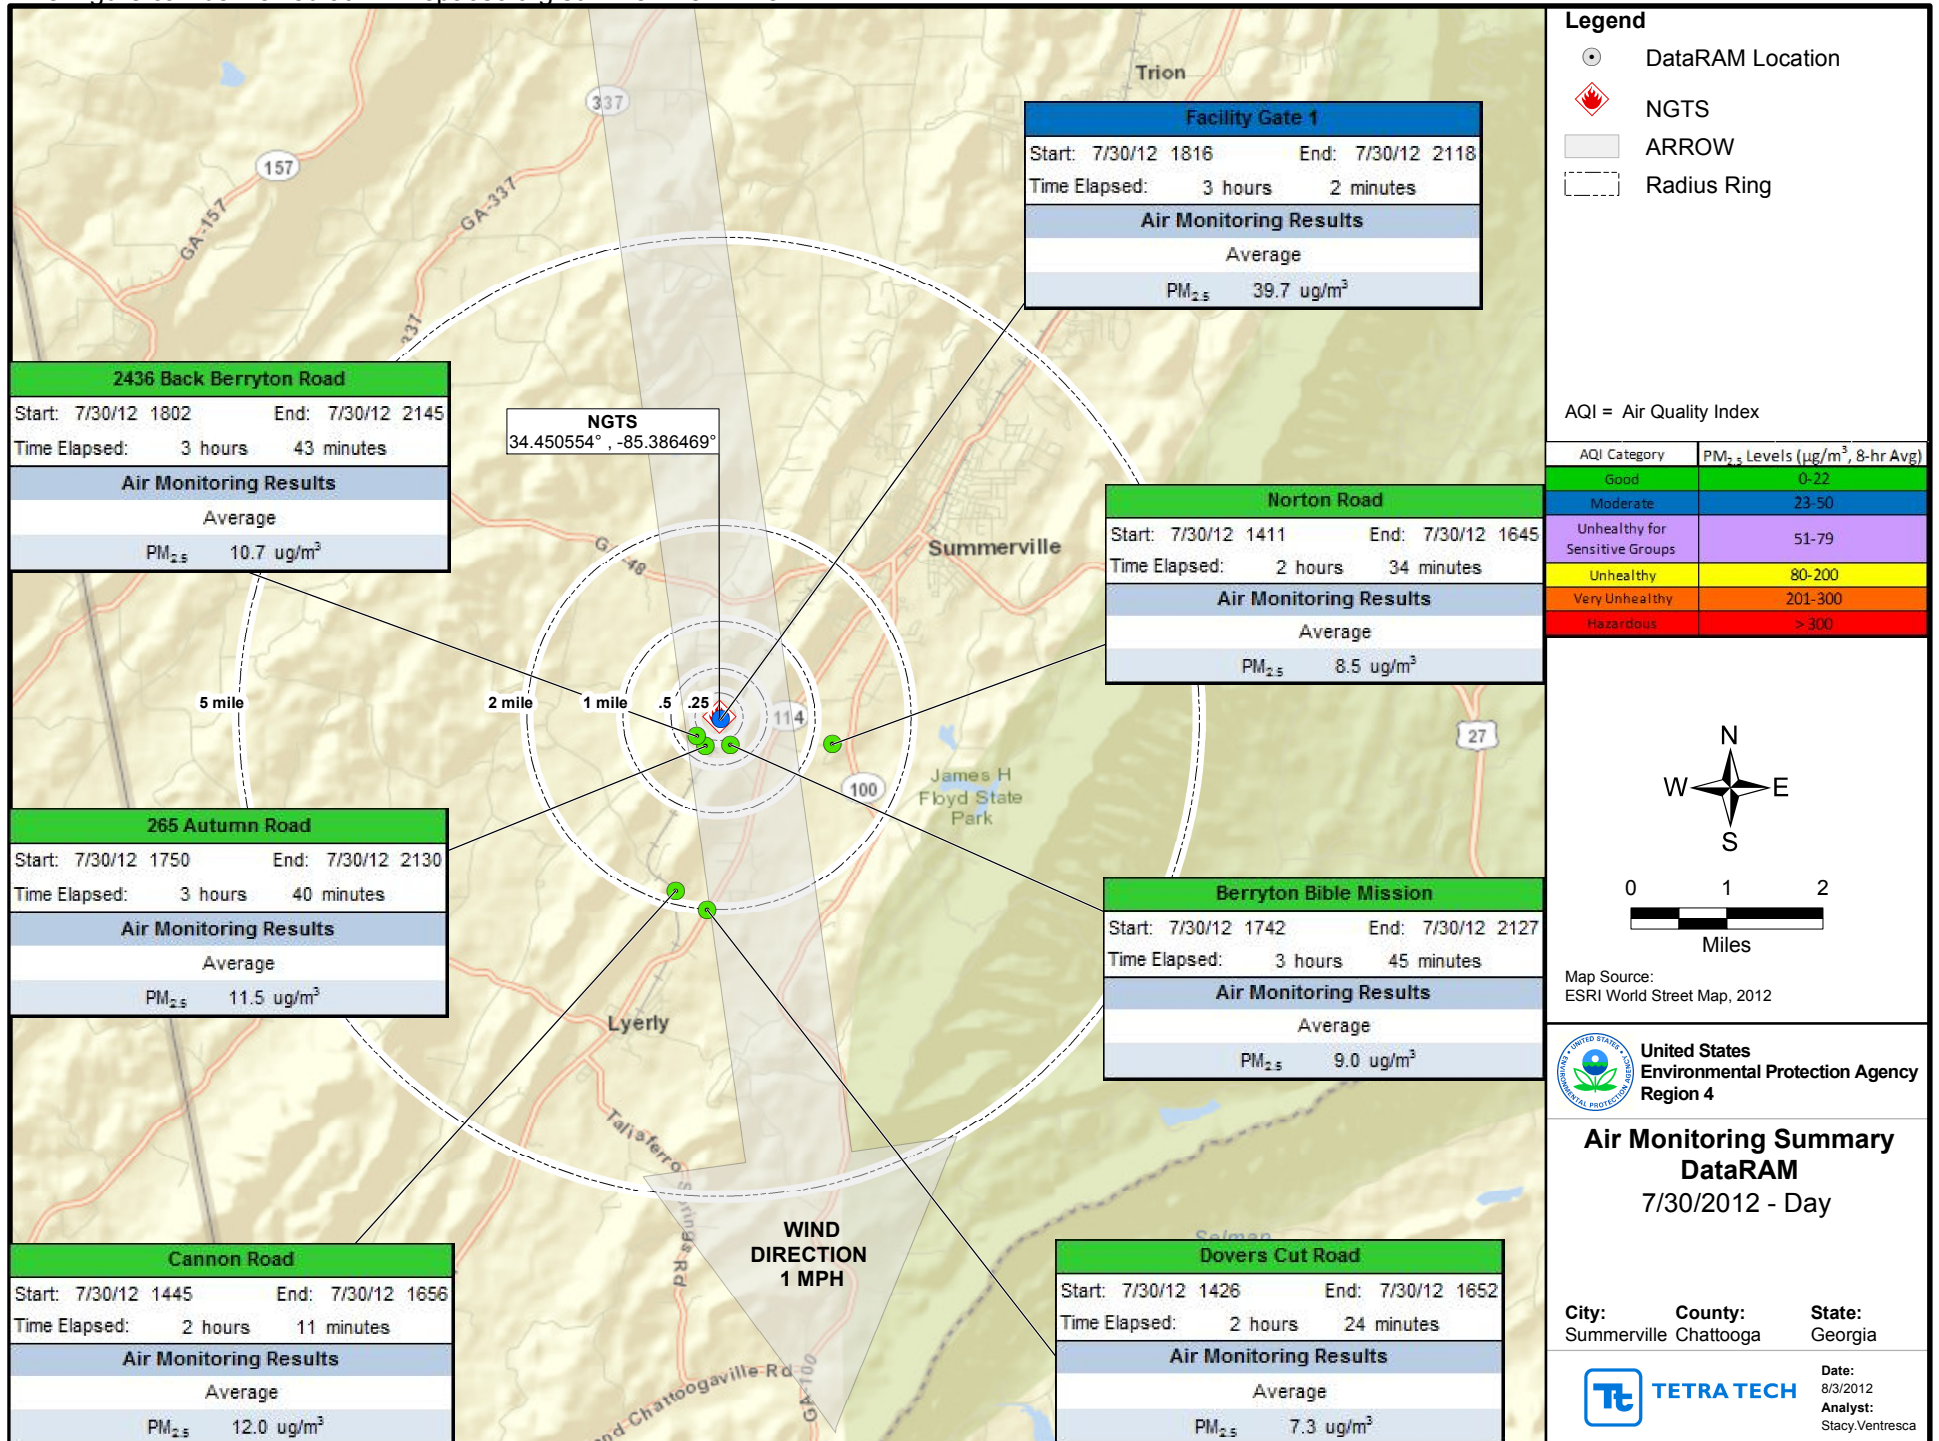 Trion
337
157
GA-157
GA-337
337
Facility Gate 1
Start: 7/30/12 1816 End: 7/30/12 2118
Time Elapsed: 3 hours 2 minutes
Air Monitoring Results
Average
PM2.5 39.7 ug/m³
2436 Back Berryton Road
Start: 7/30/12 1802 End: 7/30/12 2145
Time Elapsed: 3 hours 43 minutes
Air Monitoring Results
Average
PM2.5 10.7 ug/m³
NGTS
34.450554° , -85.386469°
Summerville
Norton Road
Start: 7/30/12 1411 End: 7/30/12 1645
Time Elapsed: 2 hours 34 minutes
Air Monitoring Results
Average
PM2.5 8.5 ug/m³
5 mile
2 mile
1 mile
.5
.25
114
27
100
James H
Floyd State
Park
265 Autumn Road
Start: 7/30/12 1750 End: 7/30/12 2130
Time Elapsed: 3 hours 40 minutes
Air Monitoring Results
Average
PM2.5 11.5 ug/m³
Berryton Bible Mission
Start: 7/30/12 1742 End: 7/30/12 2127
Time Elapsed: 3 hours 45 minutes
Air Monitoring Results
Average
PM2.5 9.0 ug/m³
Lyerly
Taliaferro Springs Rd
WIND
DIRECTION
1 MPH
Selman
Cannon Road
Start: 7/30/12 1445 End: 7/30/12 1656
Time Elapsed: 2 hours 11 minutes
Air Monitoring Results
Average
PM2.5 12.0 ug/m³
Chattoogaville Rd
GA-100
Dovers Cut Road
Start: 7/30/12 1426 End: 7/30/12 1652
Time Elapsed: 2 hours 24 minutes
Air Monitoring Results
Average
PM2.5 7.3 ug/m³
Legend
DataRAM Location
NGTS
ARROW
Radius Ring
AQI = Air Quality Index
AQI Category PM2.5 Levels (µg/m³, 8-hr Avg)
Good 0-22
Moderate 23-50
Unhealthy for
Sensitive Groups 51-79
Unhealthy 80-200
Very Unhealthy 201-300
Hazardous > 300
N
W E
S
0 1 2
Miles
Map Source:
ESRI World Street Map, 2012
United States
Environmental Protection Agency
Region 4
Air Monitoring Summary
DataRAM
7/30/2012 - Day
City: County: State:
Summerville Chattooga Georgia
TETRA TECH
Date:
8/3/2012
Analyst:
Stacy.Ventresca